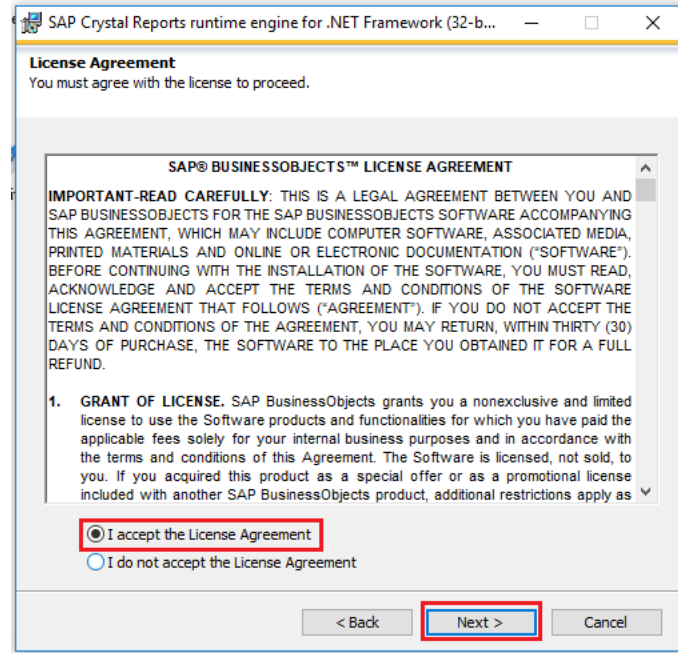 SAP Crystal Reports runtime engine for .NET Framework (32-b...
License Agreement
You must agree with the license to proceed.
SAP® BUSINESSOBJECTS™ LICENSE AGREEMENT
IMPORTANT-READ CAREFULLY: THIS IS A LEGAL AGREEMENT BETWEEN YOU AND
SAP BUSINESSOBJECTS FOR THE SAP BUSINESSOBJECTS SOFTWARE ACCOMPANYING
THIS AGREEMENT, WHICH MAY INCLUDE COMPUTER SOFTWARE, ASSOCIATED MEDIA,
PRINTED MATERIALS AND ONLINE OR ELECTRONIC DOCUMENTATION (“SOFTWARE”).
BEFORE CONTINUING WITH THE INSTALLATION OF THE SOFTWARE, YOU MUST READ,
ACKNOWLEDGE AND ACCEPT THE TERMS AND CONDITIONS OF THE SOFTWARE
LICENSE AGREEMENT THAT FOLLOWS (“AGREEMENT”). IF YOU DO NOT ACCEPT THE
TERMS AND CONDITIONS OF THE AGREEMENT, YOU MAY RETURN, WITHIN THIRTY (30)
DAYS OF PURCHASE, THE SOFTWARE TO THE PLACE YOU OBTAINED IT FOR A FULL
REFUND.
1. GRANT OF LICENSE. SAP BusinessObjects grants you a nonexclusive and limited
license to use the Software products and functionalities for which you have paid the
applicable fees solely for your internal business purposes and in accordance with
the terms and conditions of this Agreement. The Software is licensed, not sold, to
you. If you acquired this product as a special offer or as a promotional license
included with another SAP BusinessObjects product, additional restrictions apply as
I accept the License Agreement
I do not accept the License Agreement
< Back Next > Cancel